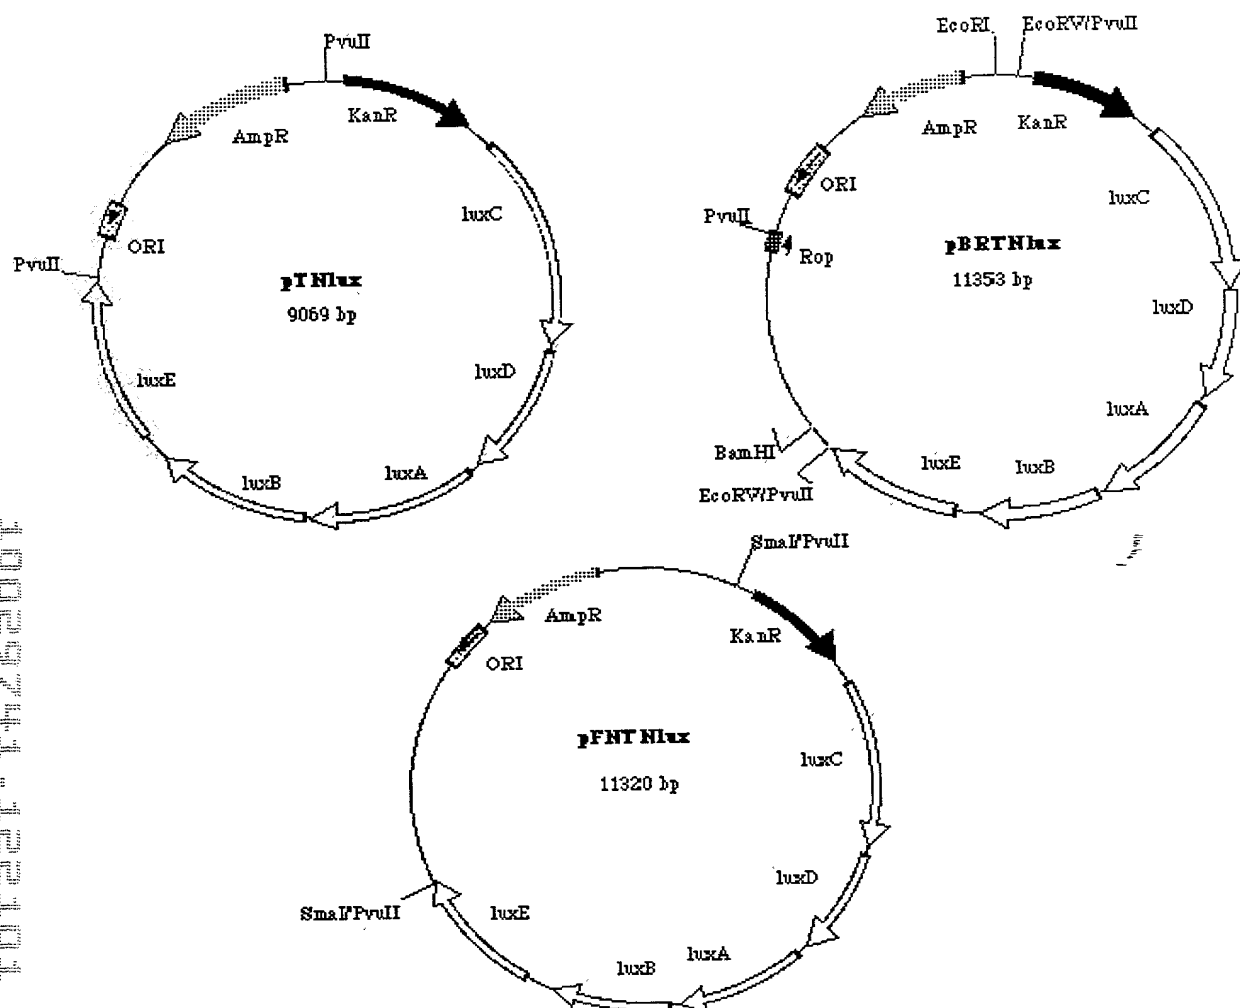 PvuII
KanR
AmpR
luxC
ORI
PvuII
pTNlux
9069 bp
luxD
luxE
luxA
luxB
EcoRI
EcoRV/PvuII
AmpR
KanR
ORI
luxC
PvuII
Rop
pBRTNlux
11353 bp
luxD
luxA
BamHI
luxE
luxB
EcoRV/PvuII
SmaI/PvuII
AmpR
KanR
ORI
pFNTNlux
11320 bp
luxC
luxD
SmaI/PvuII
luxE
luxA
luxB